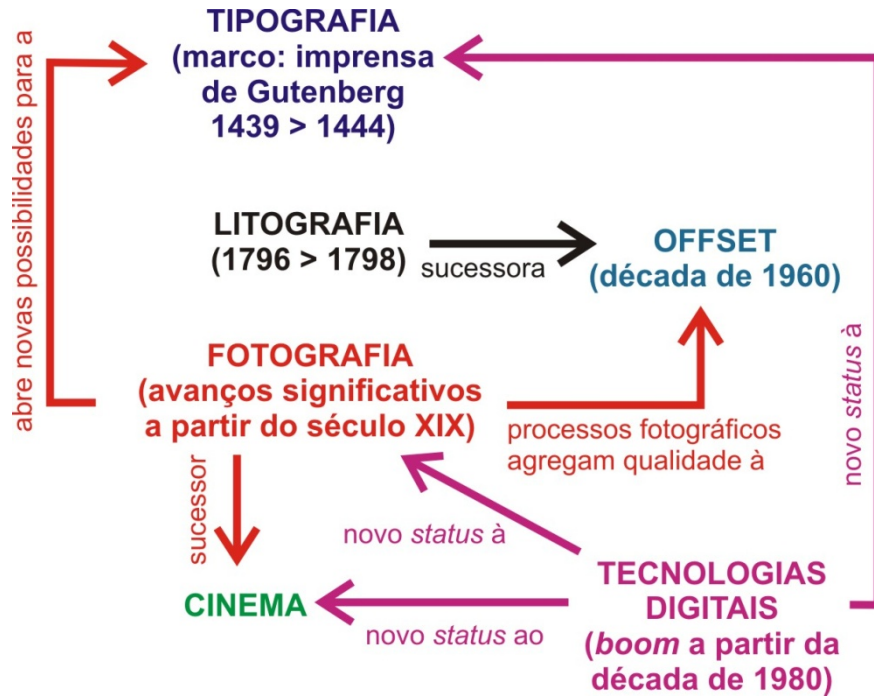 abre novas possibilidades para a
TIPOGRAFIA
(marco: imprensa
de Gutenberg
1439 > 1444)
LITOGRAFIA
(1796 > 1798)
sucessora
OFFSET
(década de 1960)
FOTOGRAFIA
(avanços significativos
a partir do século XIX)
processos fotográficos
agregam qualidade à
novo status à
sucessor
novo status à
CINEMA
novo status ao
TECNOLOGIAS
DIGITAIS
(boom a partir da
década de 1980)